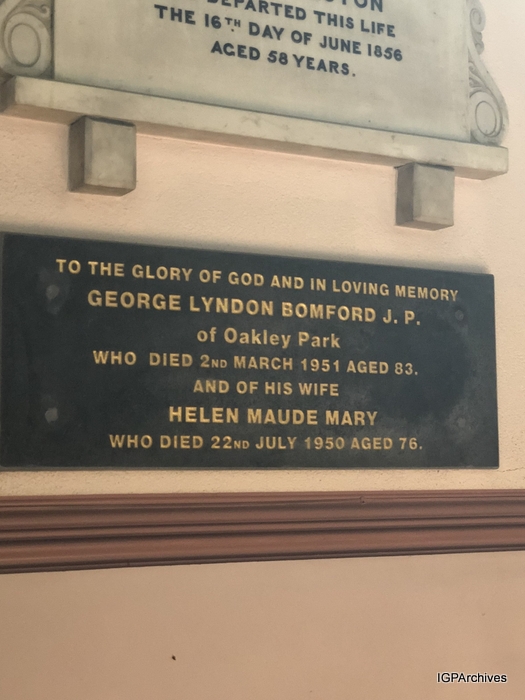 DEPARTED THIS LIFE
THE 16TH DAY OF JUNE 1856
AGED 58 YEARS.
TO THE GLORY OF GOD AND IN LOVING MEMORY
GEORGE LYNDON BOMFORD J. P.
of Oakley Park
WHO DIED 2ND MARCH 1951 AGED 83.
AND OF HIS WIFE
HELEN MAUDE MARY
WHO DIED 22ND JULY 1950 AGED 76.
IGPArchives